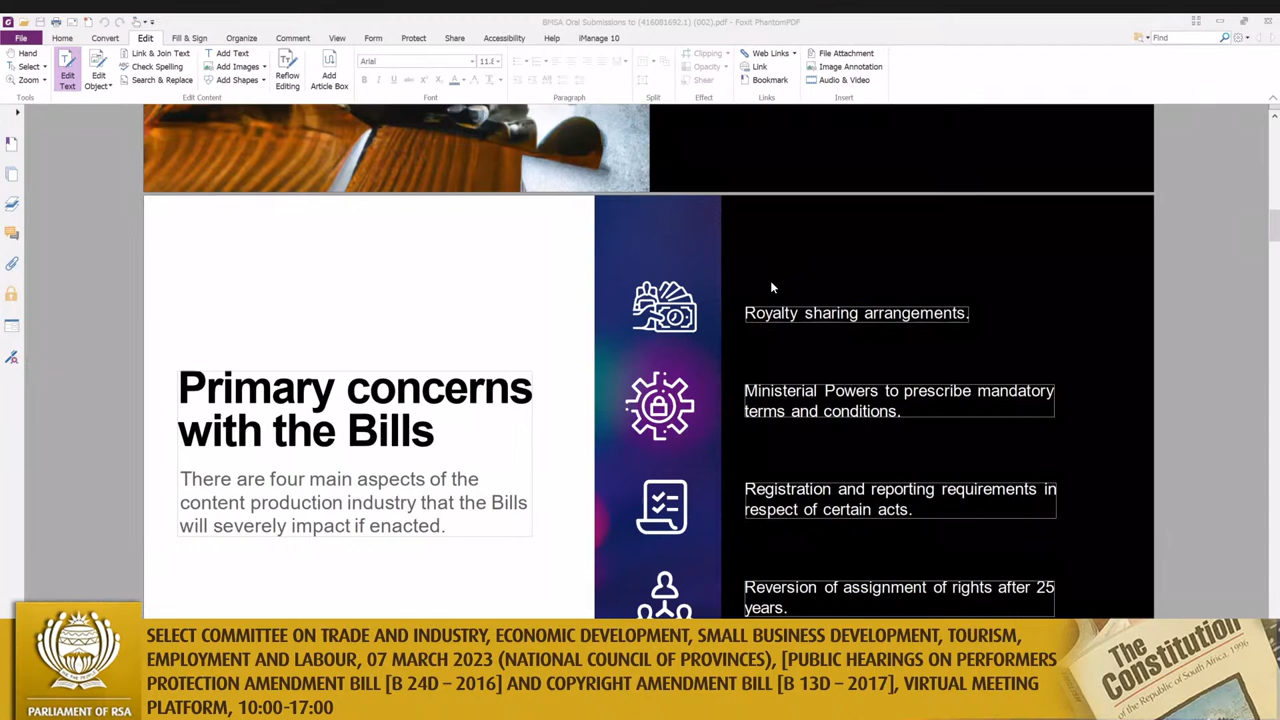 BMSA Oral Submissions to (416081692.1) (002).pdf - Foxit PhantomPDF
File Home Convert Edit Fill & Sign Organize Comment View Form Protect Share Accessibility Help iManage 10 Find
Hand
Select
Zoom
Tools
Edit Text
Edit Object
Link & Join Text
Check Spelling
Search & Replace
Add Text
Add Images
Add Shapes
Edit Content
Reflow Editing
Add Article Box
Arial
Font
Paragraph
Split
Clipping
Opacity
Shear
Effect
Web Links
Link
Bookmark
Links
File Attachment
Image Annotation
Audio & Video
Insert
Primary concerns
with the Bills
There are four main aspects of the
content production industry that the Bills
will severely impact if enacted.
Royalty sharing arrangements.
Ministerial Powers to prescribe mandatory
terms and conditions.
Registration and reporting requirements in
respect of certain acts.
Reversion of assignment of rights after 25
years.
SELECT COMMITTEE ON TRADE AND INDUSTRY, ECONOMIC DEVELOPMENT, SMALL BUSINESS DEVELOPMENT, TOURISM,
EMPLOYMENT AND LABOUR, 07 MARCH 2023 (NATIONAL COUNCIL OF PROVINCES), [PUBLIC HEARINGS ON PERFORMERS
PROTECTION AMENDMENT BILL [B 24D – 2016] AND COPYRIGHT AMENDMENT BILL [B 13D – 2017], VIRTUAL MEETING
PLATFORM, 10:00-17:00
PARLIAMENT OF RSA
The
Constitution
of the Republic of South Africa, 1996